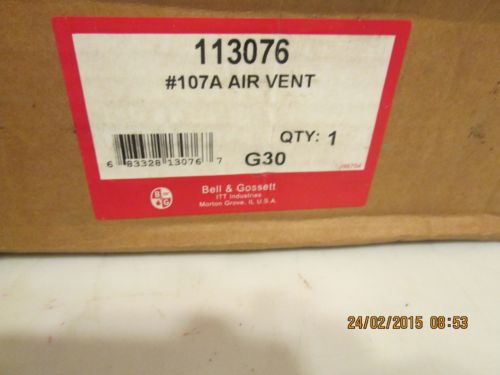 113076
#107A AIR VENT
QTY: 1
6 83328 13076 7
G30
B G
Bell & Gossett
ITT Industries
Morton Grove, IL U.S.A.
24/02/2015 08:53